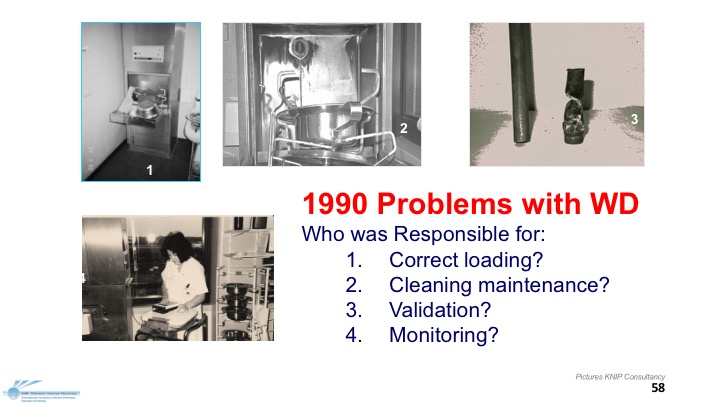 1
2
3
1990 Problems with WD
Who was Responsible for:
1. Correct loading?
2. Cleaning maintenance?
3. Validation?
4. Monitoring?
Pictures KNIP Consultancy
58